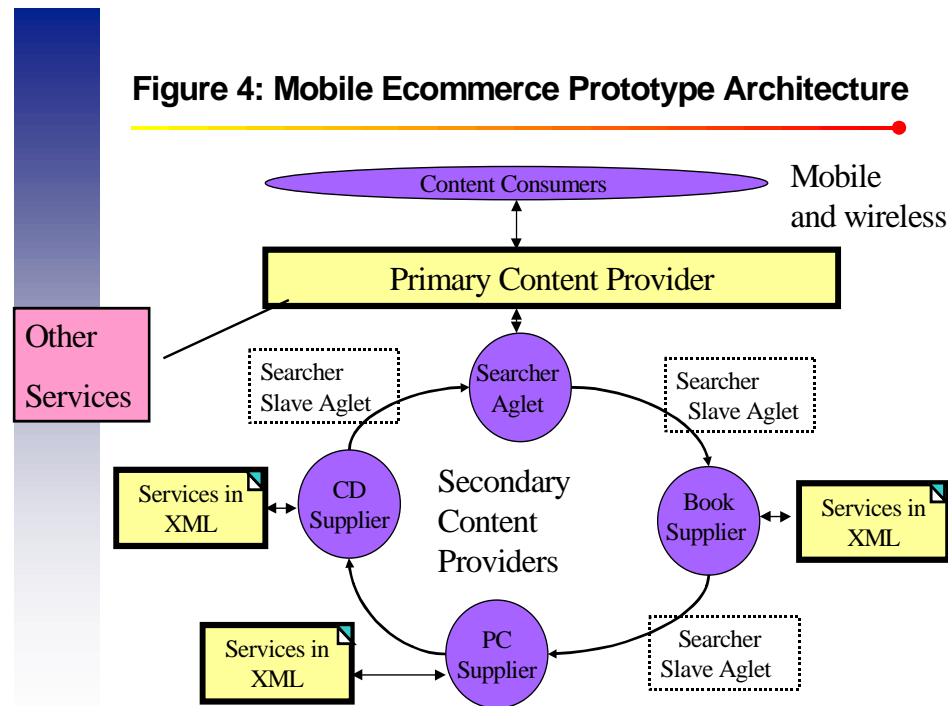 Figure 4: Mobile Ecommerce Prototype Architecture
Content Consumers
Mobile
and wireless
Primary Content Provider
Other
Services
Searcher
Slave Aglet
Searcher
Aglet
Searcher
Slave Aglet
Services in
XML
CD
Supplier
Secondary
Content
Providers
Book
Supplier
Services in
XML
Services in
XML
PC
Supplier
Searcher
Slave Aglet